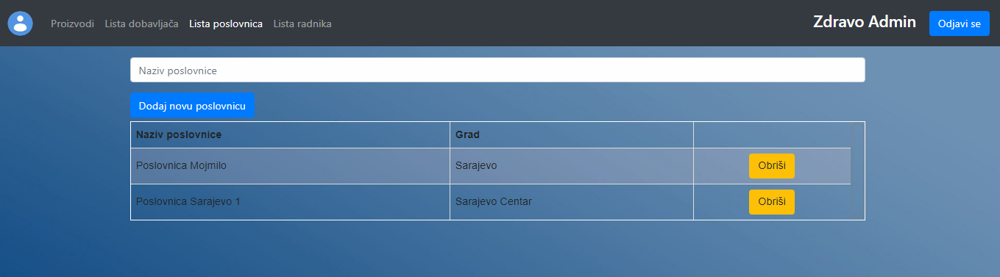 Proizvodi Lista dobavljača Lista poslovnica Lista radnika Zdravo Admin Odjavi se
Naziv poslovnice
Dodaj novu poslovnicu
Naziv poslovnice Grad
Poslovnica Mojmilo Sarajevo Obriši
Poslovnica Sarajevo 1 Sarajevo Centar Obriši